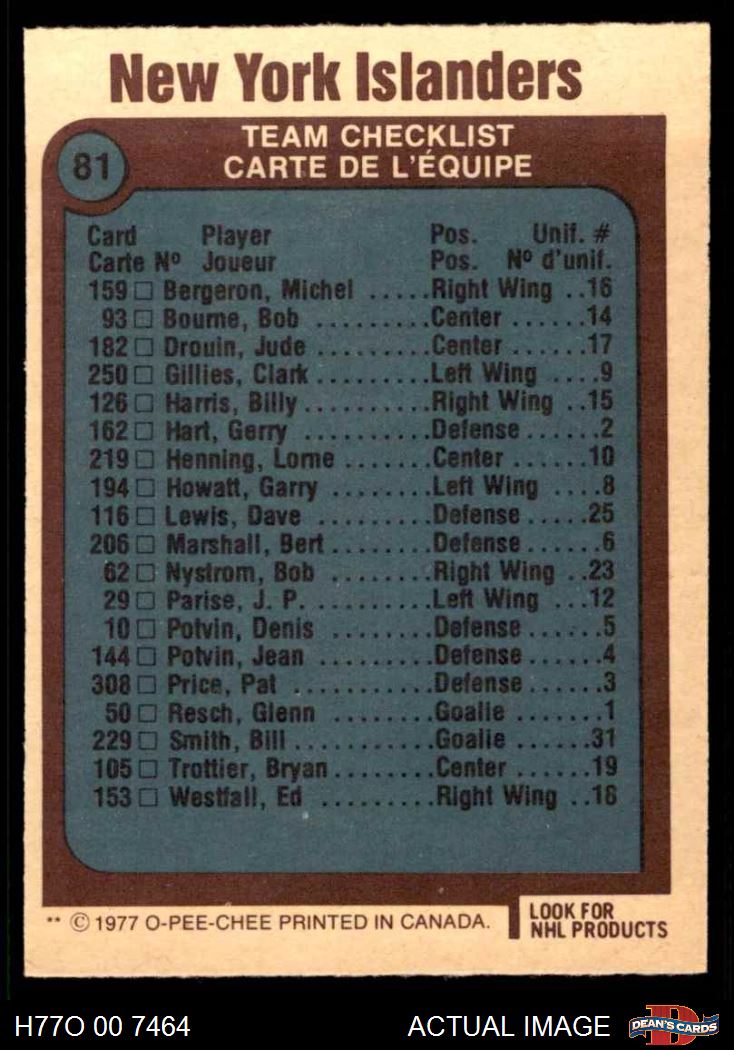 New York Islanders
81
TEAM CHECKLIST
CARTE DE L'ÉQUIPE
Card Player Pos. Unif. #
Carte Nº Joueur Pos. Nº d'unif.
159 □ Bergeron, Michel .....Right Wing ..16
93 □ Bourne, Bob .........Center ......14
182 □ Drouin, Jude .........Center ......17
250 □ Gillies, Clark.........Left Wing ....9
126 □ Harris, Billy..........Right Wing ..15
162 □ Hart, Gerry ..........Defense......2
219 □ Henning, Lorne .......Center ......10
194 □ Howatt, Garry ........Left Wing ....8
116 □ Lewis, Dave .........Defense.....25
206 □ Marshall, Bert........Defense......6
62 □ Nystrom, Bob ........Right Wing ..23
29 □ Parise, J. P. .........Left Wing ...12
10 □ Potvin, Denis ........Defense......5
144 □ Potvin, Jean .........Defense......4
308 □ Price, Pat ...........Defense......3
50 □ Resch, Glenn ........Goalie .......1
229 □ Smith, Bill...........Goalie ......31
105 □ Trottier, Bryan........Center ......19
153 □ Westfall, Ed .........Right Wing ..18
** © 1977 O-PEE-CHEE PRINTED IN CANADA.
LOOK FOR
NHL PRODUCTS
H77O 00 7464 ACTUAL IMAGE
D
DEAN'S CARDS